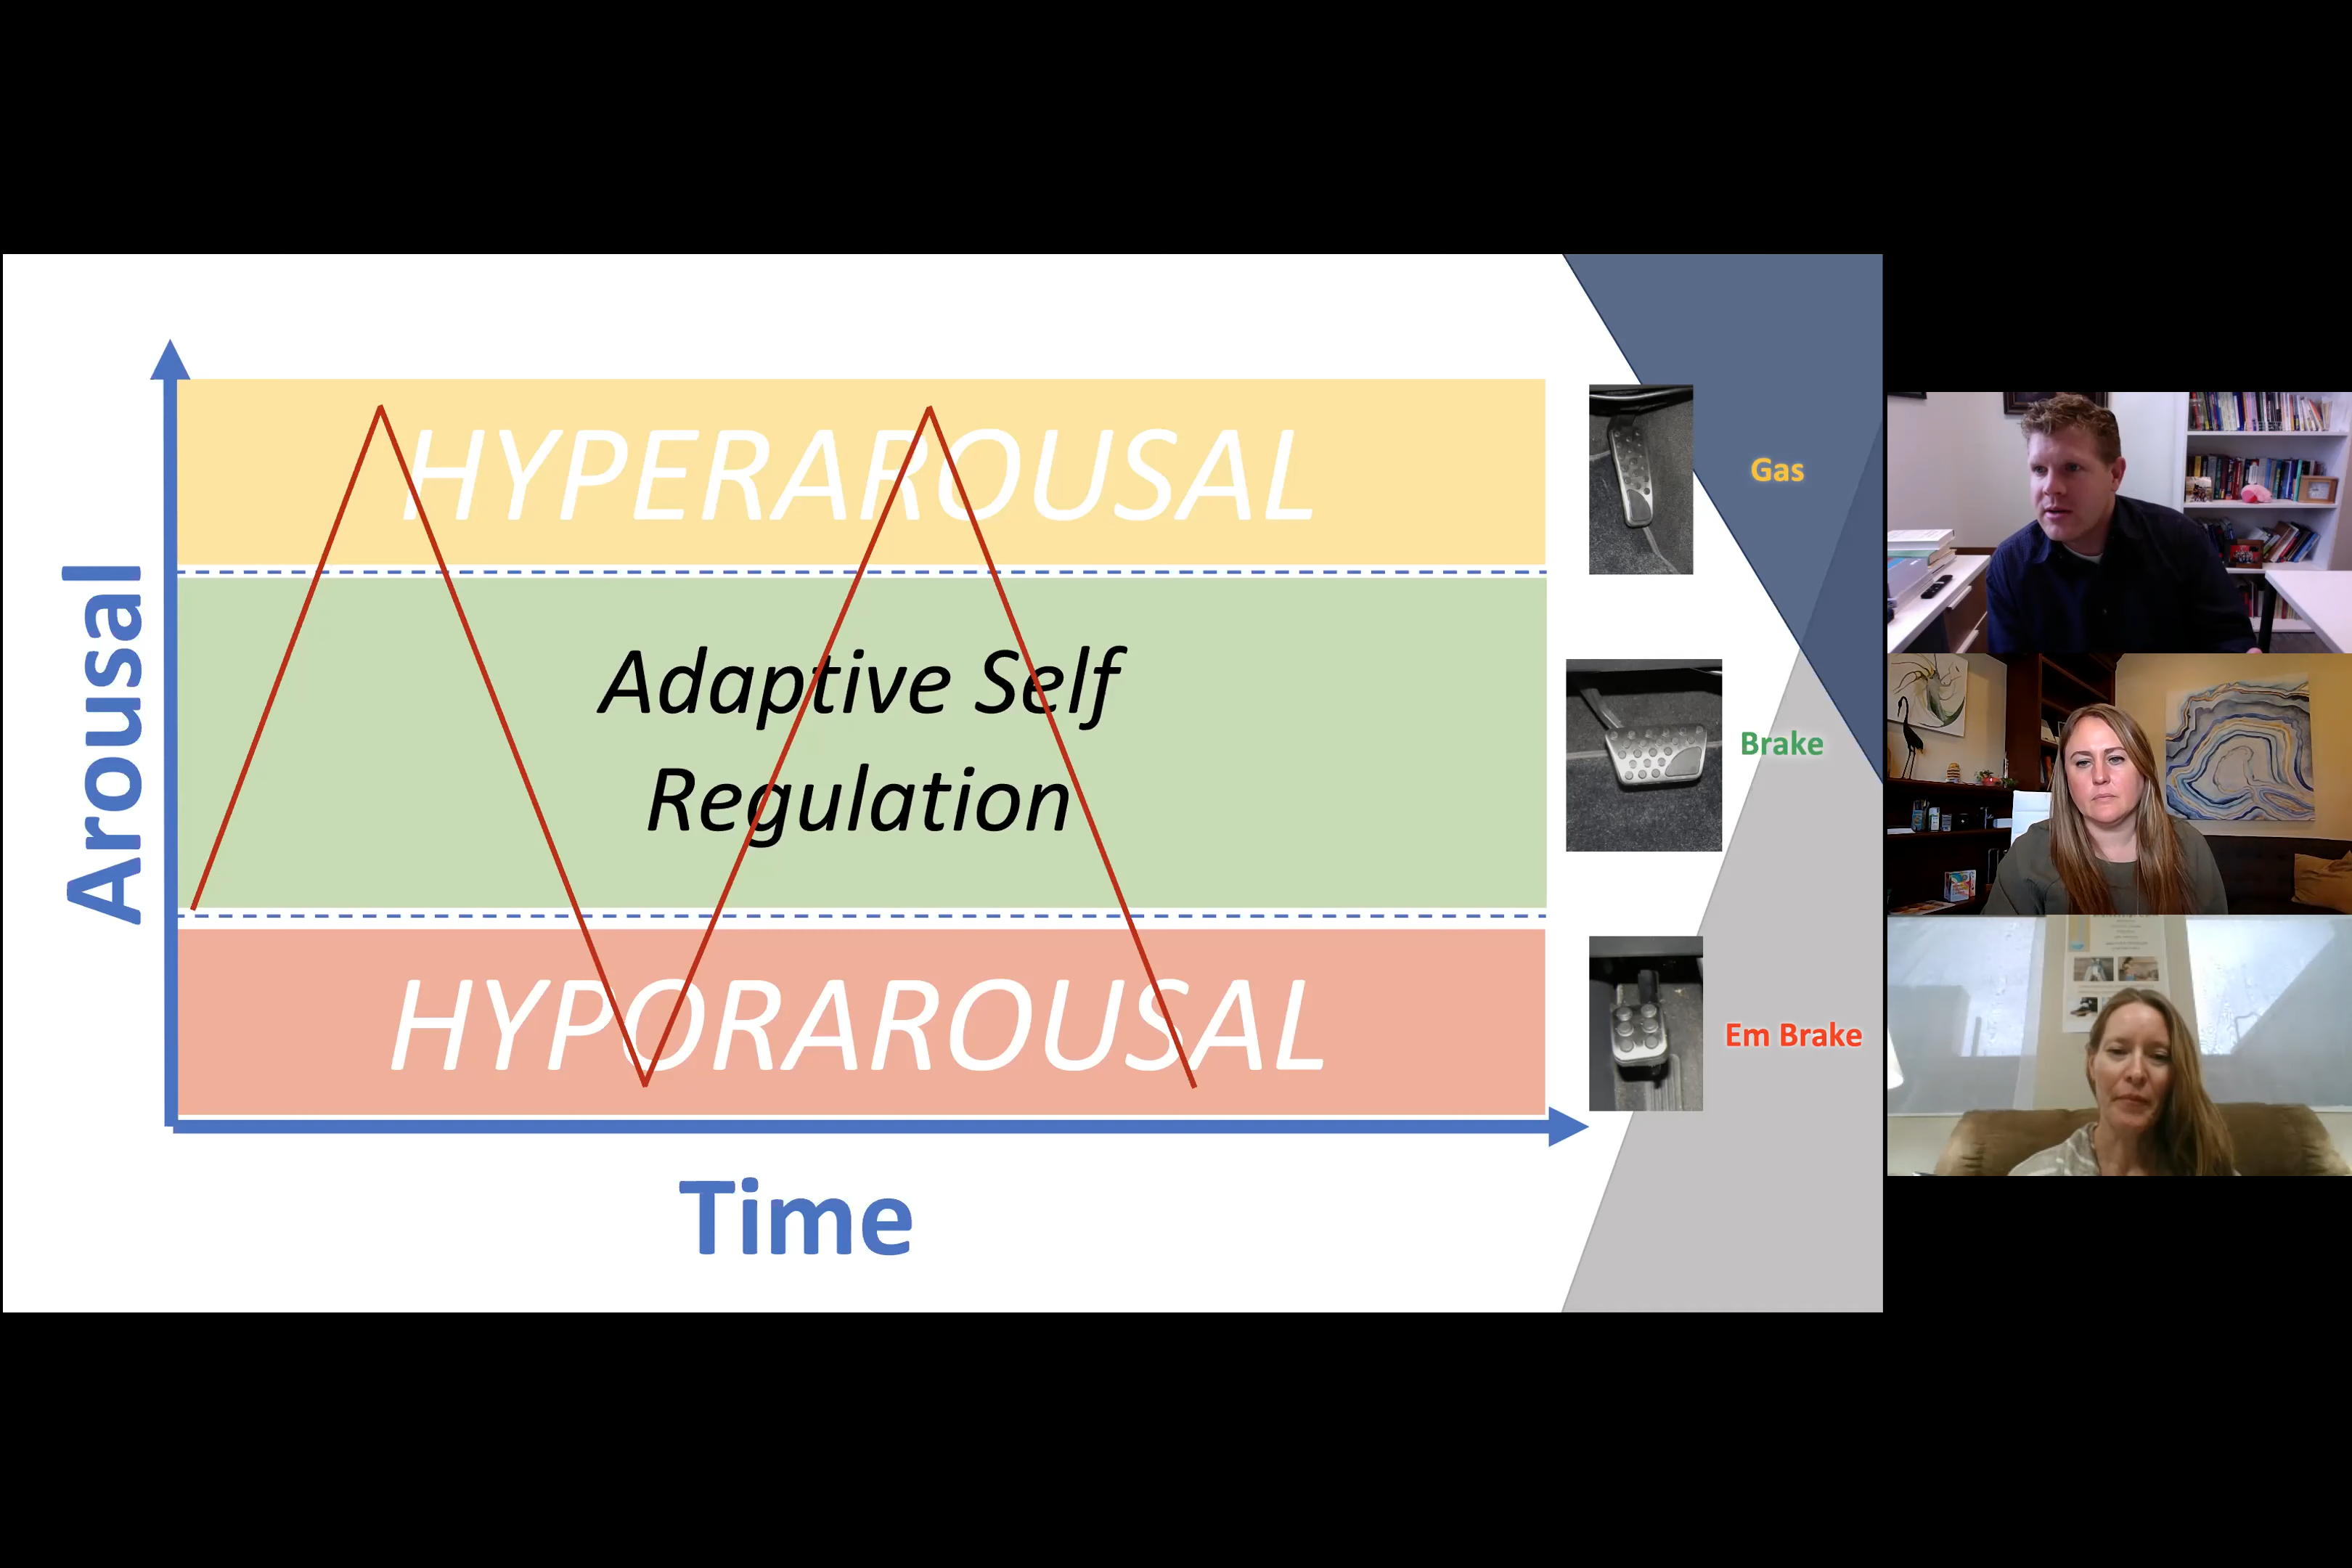 Arousal
HYPERAROUSAL
Gas
Adaptive Self
Regulation
Brake
HYPORAROUSAL
Em Brake
Time